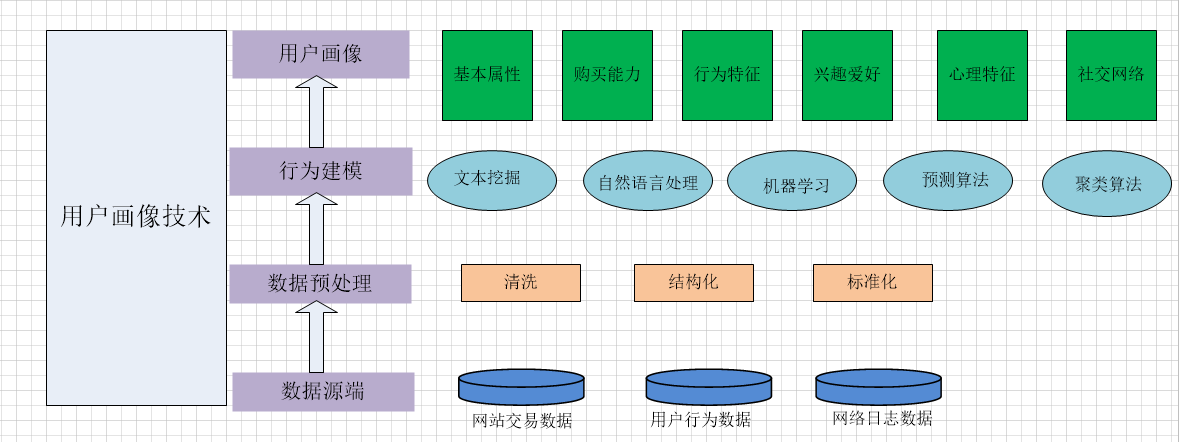 用户画像技术
用户画像
基本属性
购买能力
行为特征
兴趣爱好
心理特征
社交网络
行为建模
文本挖掘
自然语言处理
机器学习
预测算法
聚类算法
数据预处理
清洗
结构化
标准化
数据源端
网站交易数据
用户行为数据
网络日志数据